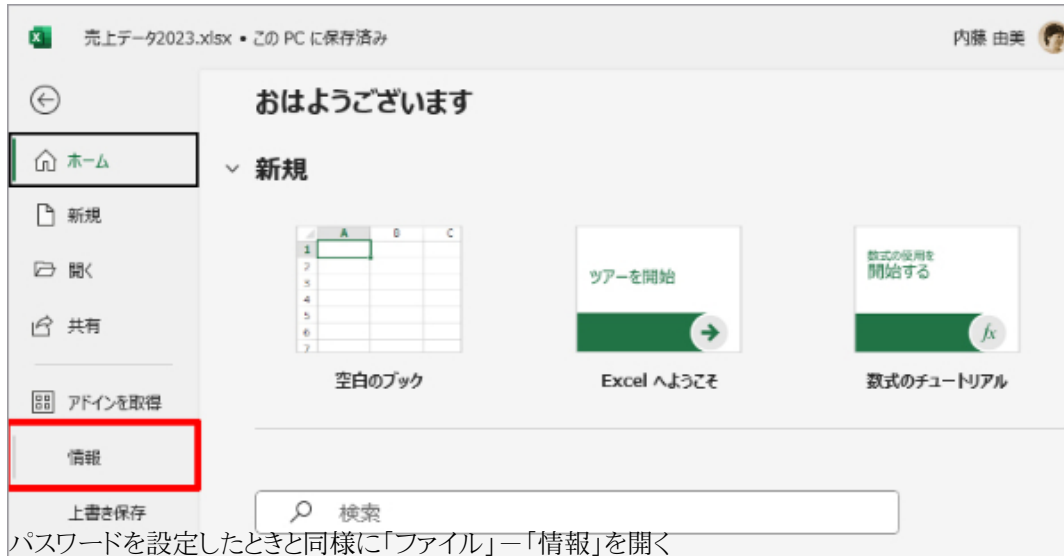 売上データ2023.xlsx • この PC に保存済み
内藤 由美
おはようございます
ホーム
新規
新規
開く
共有
アドインを取得
情報
上書き保存
A B C
1
2
3
4
5
6
7
空白のブック
ツアーを開始
Excel へようこそ
数式の使用を
開始する
fx
数式のチュートリアル
検索
パスワードを設定したときと同様に「ファイル」－「情報」を開く